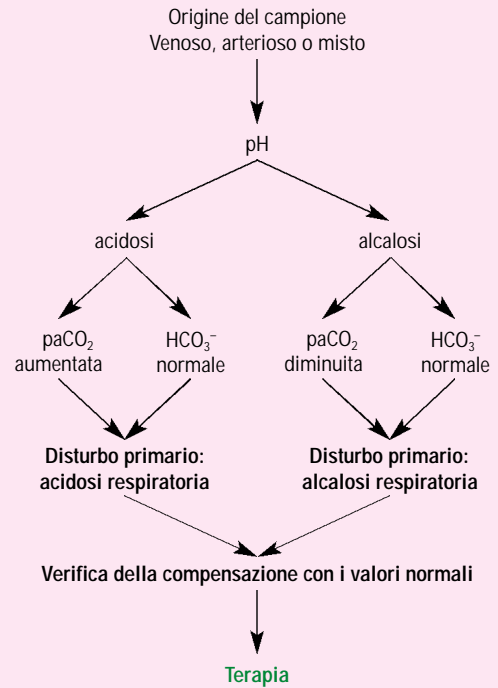 Origine del campione
Venoso, arterioso o misto
pH
acidosi
alcalosi
paCO₂
aumentata
HCO₃⁻
normale
paCO₂
diminuita
HCO₃⁻
normale
Disturbo primario:
acidosi respiratoria
Disturbo primario:
alcalosi respiratoria
Verifica della compensazione con i valori normali
Terapia